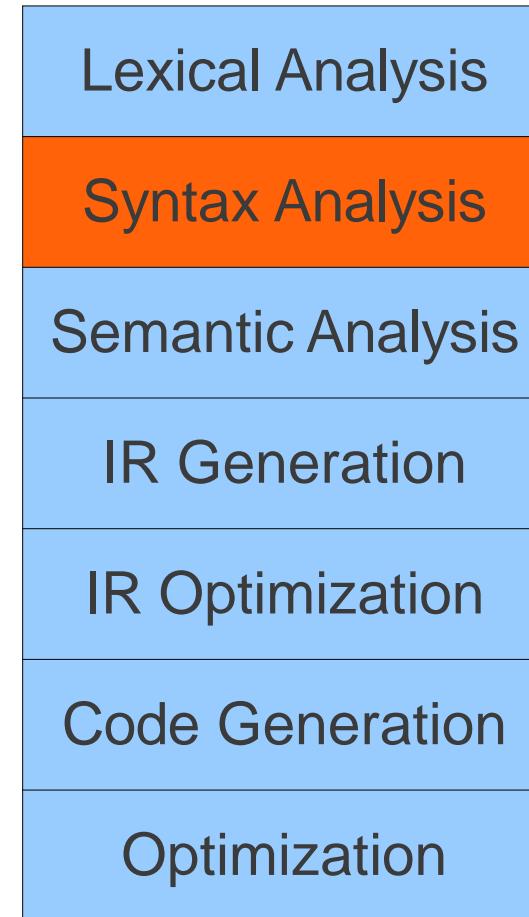 Lexical Analysis
Syntax Analysis
Semantic Analysis
IR Generation
IR Optimization
Code Generation
Optimization